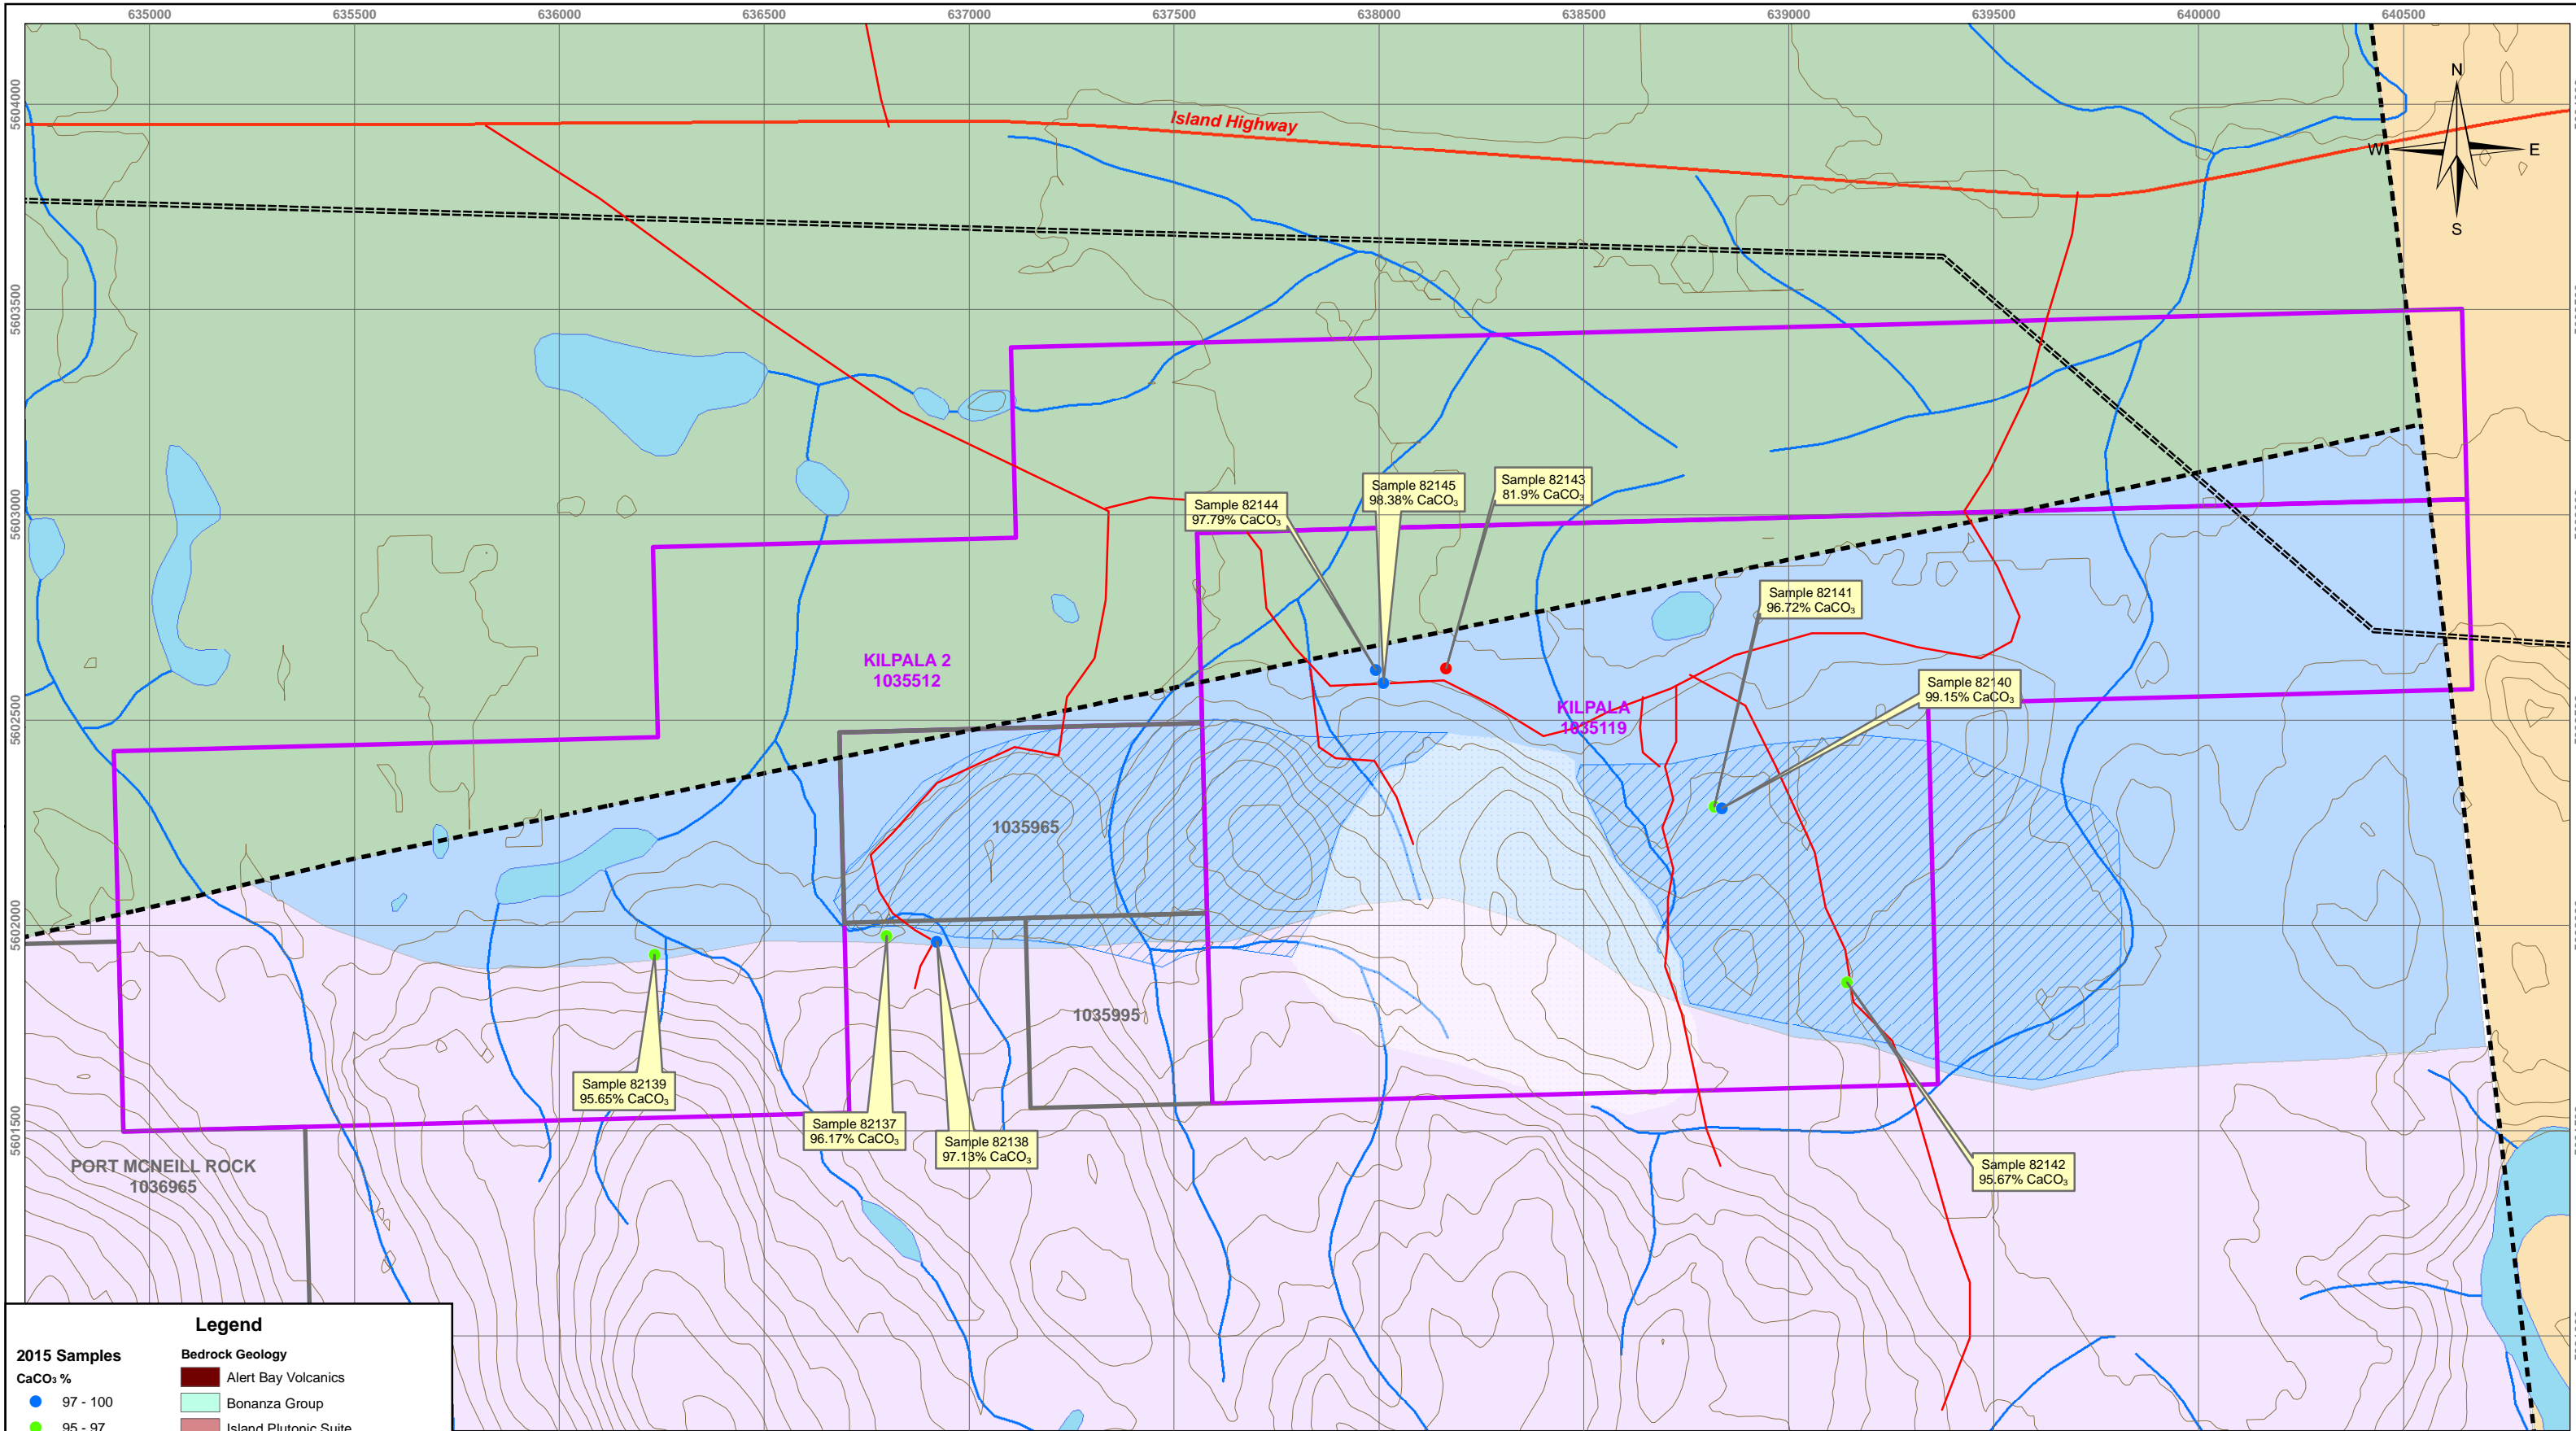 635000 635500 636000 636500 637000 637500 638000 638500 639000 639500 640000 640500
5604000
5603500
5603000
5602500
5602000
5601500
N
W E
S
Island Highway
Sample 82144
97.79% CaCO₃
Sample 82145
98.38% CaCO₃
Sample 82143
81.9% CaCO₃
Sample 82141
96.72% CaCO₃
Sample 82140
99.15% CaCO₃
KILPALA 2
1035512
KILPALA
1035119
1035965
1035995
Sample 82139
95.65% CaCO₃
Sample 82137
96.17% CaCO₃
Sample 82138
97.13% CaCO₃
Sample 82142
95.67% CaCO₃
PORT MCNEILL ROCK
1036965
Legend
2015 Samples
CaCO₃ %
97 - 100
95 - 97
Bedrock Geology
Alert Bay Volcanics
Bonanza Group
Island Plutonic Suite